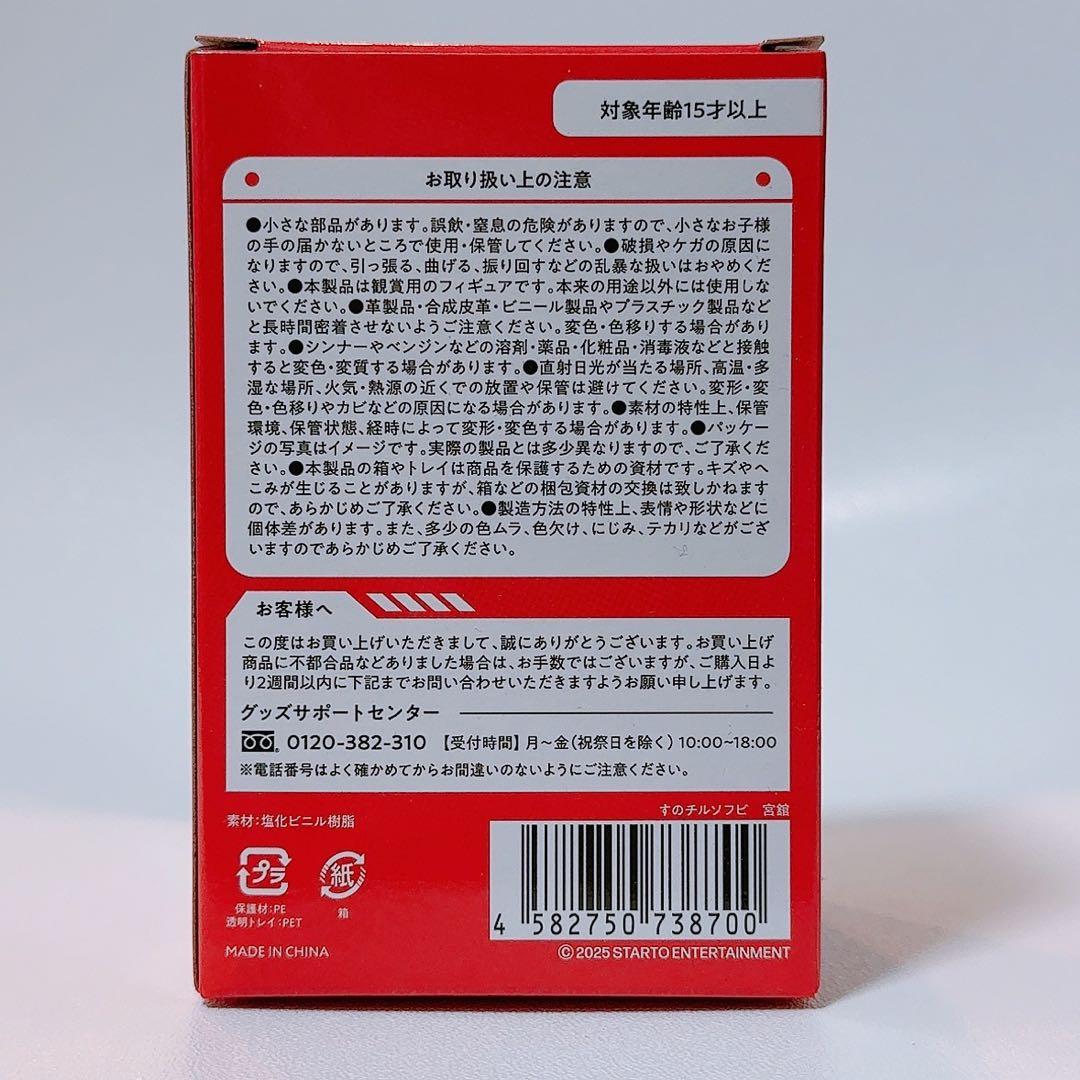 対象年齢15才以上
お取り扱い上の注意
●小さな部品があります。誤飲・窒息の危険がありますので、小さなお子様
の手の届かないところで使用・保管してください。●破損やケガの原因に
なりますので、引っ張る、曲げる、振り回すなどの乱暴な扱いはおやめくだ
さい。●本製品は観賞用のフィギュアです。本来の用途以外には使用しな
いでください。●革製品・合成皮革・ビニール製品やプラスチック製品など
と長時間密着させないようご注意ください。変色・色移りする場合があり
ます。●シンナーやベンジンなどの溶剤・薬品・化粧品・消毒液などと接触
すると変色・変質する場合があります。●直射日光が当たる場所、高温・多
湿な場所、火気・熱源の近くでの放置や保管は避けてください。変形・変
色・色移りやカビなどの原因になる場合があります。●素材の特性上、保管
環境、保管状態、経時によって変形・変色する場合があります。●パッケー
ジの写真はイメージです。実際の製品とは多少異なりますので、ご了承くだ
さい。●本製品の箱やトレイは商品を保護するための資材です。キズやへ
こみが生じることがありますが、箱などの梱包資材の交換は致しかねます
ので、あらかじめご了承ください。●製造方法の特性上、表情や形状などに
個体差があります。また、多少の色ムラ、色欠け、にじみ、テカリなどがござ
いますのであらかじめご了承ください。
お客様へ
この度はお買い上げいただきまして、誠にありがとうございます。お買い上げ
商品に不都合品などありました場合は、お手数ではございますが、ご購入日よ
り2週間以内に下記までお問い合わせいただきますようお願い申し上げます。
グッズサポートセンター
0120-382-310 【受付時間】月〜金(祝祭日を除く)10:00~18:00
※電話番号はよく確かめてからお間違いのないようにご注意ください。
素材:塩化ビニル樹脂
すのチルソフビ 宮舘
プラ
紙
保護材:PE
透明トレイ:PET
箱
4 582750 738700
MADE IN CHINA
©2025 STARTO ENTERTAINMENT